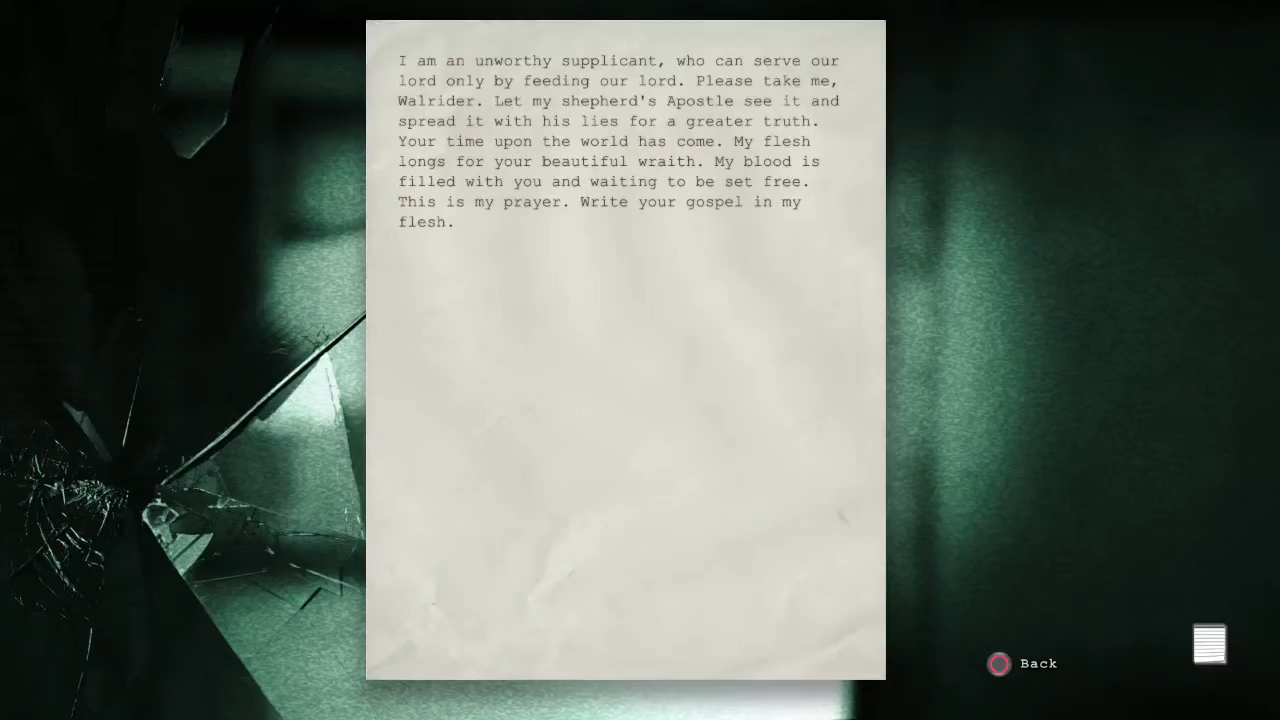 I am an unworthy supplicant, who can serve our
lord only by feeding our lord. Please take me,
Walrider. Let my shepherd's Apostle see it and
spread it with his lies for a greater truth.
Your time upon the world has come. My flesh
longs for your beautiful wraith. My blood is
filled with you and waiting to be set free.
This is my prayer. Write your gospel in my
flesh.
Back